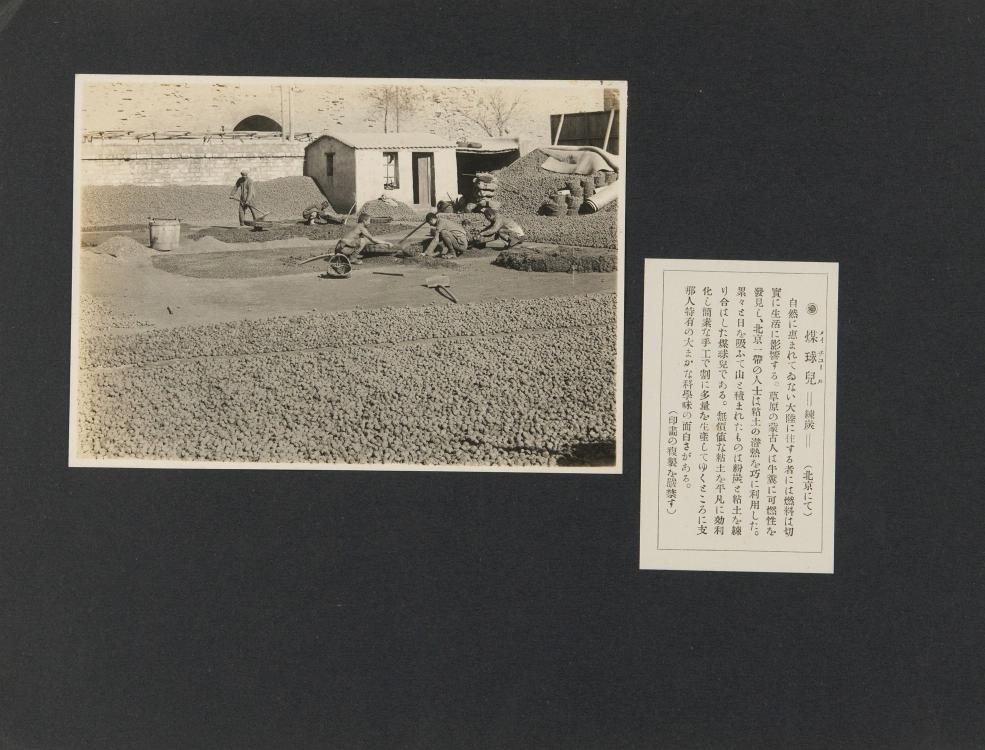 煤球兒 ＝練炭＝ (北京にて)
メイチユール
自然に惠まれてゐない大陸に住する者には燃料は切
實に生活に影響する。草原の蒙古人は牛糞に可燃性を
發見し、北京一帶の人士は粘土の潜熱を巧に利用した。
累々と日を吸ふて山と積まれたものは粉炭と粘土を練
り合はした煤球兒である。無價値な粘土を平凡に効利
化し簡素な手工で割に多量を生産してゆくところに支
那人特有の大まかな科學味の面白さがある。
(印畫の複製を嚴禁す)